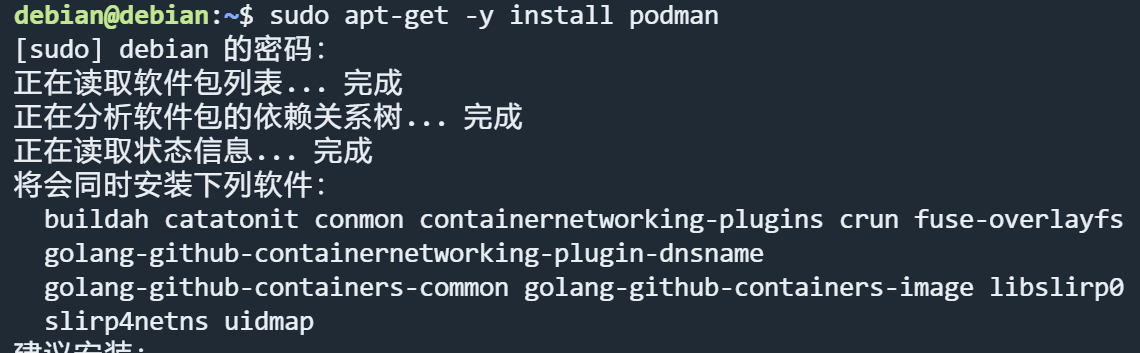 debian@debian:~$ sudo apt-get -y install podman
[sudo] debian 的密码：
正在读取软件包列表... 完成
正在分析软件包的依赖关系树... 完成
正在读取状态信息... 完成
将会同时安装下列软件：
buildah catatonit conmon containernetworking-plugins crun fuse-overlayfs
golang-github-containernetworking-plugin-dnsname
golang-github-containers-common golang-github-containers-image libslirp0
slirp4netns uidmap
建议安装：